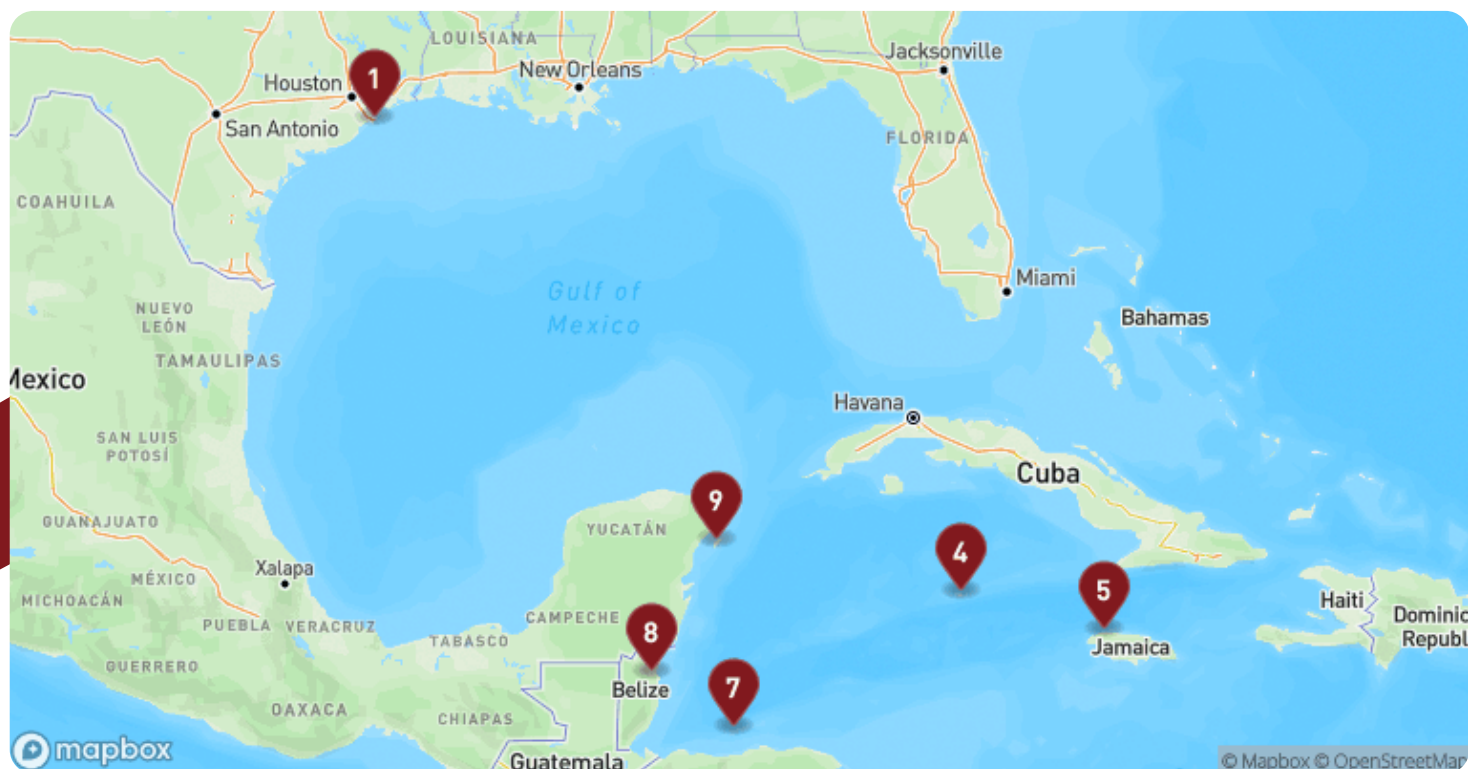 LOUISIANA
Jacksonville
New Orleans
Houston
1
San Antonio
FLORIDA
COAHUILA
Miami
Gulf of
Mexico
NUEVO
LEÓN
Bahamas
TAMAULIPAS
Mexico
Havana
SAN LUIS
POTOSÍ
Cuba
9
GUANAJUATO
YUCATÁN
4
Xalapa
MÉXICO
5
MICHOACÁN
Haiti
CAMPECHE
PUEBLA
VERACRUZ
8
Dominic
Republ
TABASCO
Jamaica
GUERRERO
7
Belize
OAXACA
CHIAPAS
mapbox
Guatemala
© Mapbox © OpenStreetMap